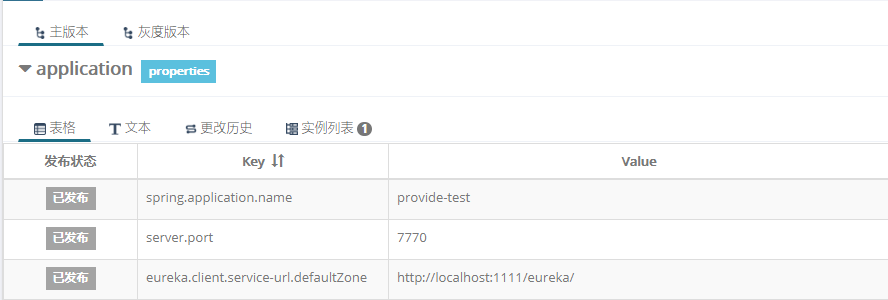 主版本 灰度版本
application properties
表格 文本 更改历史 实例列表 1
发布状态 Key Value
已发布 spring.application.name provide-test
已发布 server.port 7770
已发布 eureka.client.service-url.defaultZone http://localhost:1111/eureka/